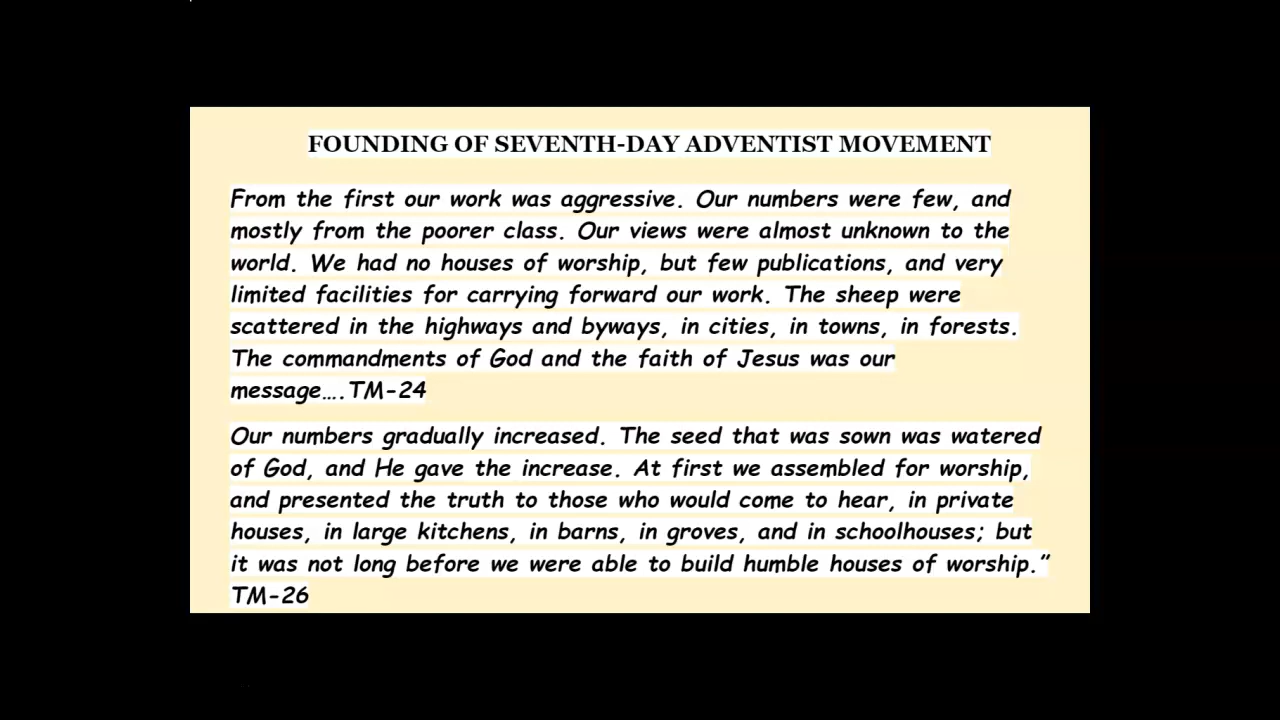 FOUNDING OF SEVENTH-DAY ADVENTIST MOVEMENT
From the first our work was aggressive. Our numbers were few, and
mostly from the poorer class. Our views were almost unknown to the
world. We had no houses of worship, but few publications, and very
limited facilities for carrying forward our work. The sheep were
scattered in the highways and byways, in cities, in towns, in forests.
The commandments of God and the faith of Jesus was our
message….TM-24
Our numbers gradually increased. The seed that was sown was watered
of God, and He gave the increase. At first we assembled for worship,
and presented the truth to those who would come to hear, in private
houses, in large kitchens, in barns, in groves, and in schoolhouses; but
it was not long before we were able to build humble houses of worship.”
TM-26